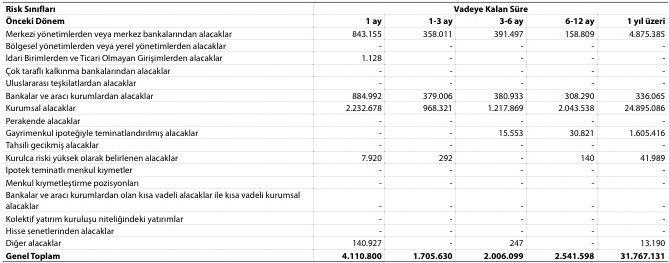 Risk Sınıfları Vadeye Kalan Süre
Önceki Dönem 1 ay 1-3 ay 3-6 ay 6-12 ay 1 yıl üzeri
Merkezi yönetimlerden veya merkez bankalarından alacaklar 843.155 358.011 391.497 158.809 4.875.385
Bölgesel yönetimlerden veya yerel yönetimlerden alacaklar - - - - -
İdari Birimlerden ve Ticari Olmayan Girişimlerden alacaklar 1.128 - - - -
Çok taraflı kalkınma bankalarından alacaklar - - - - -
Uluslararası teşkilatlardan alacaklar - - - - -
Bankalar ve aracı kurumlardan alacaklar 884.992 379.006 380.933 308.290 336.065
Kurumsal alacaklar 2.232.678 968.321 1.217.869 2.043.538 24.895.086
Perakende alacaklar - - - - -
Gayrimenkul ipoteğiyle teminatlandırılmış alacaklar - - 15.553 30.821 1.605.416
Tahsili gecikmiş alacaklar - - - - -
Kurulca riski yüksek olarak belirlenen alacaklar 7.920 292 - 140 41.989
İpotek teminatlı menkul kıymetler - - - - -
Menkul kıymetleştirme pozisyonları - - - - -
Bankalar ve aracı kurumlardan olan kısa vadeli alacaklar ile kısa vadeli kurumsal
alacaklar - - - - -
Kolektif yatırım kuruluşu niteliğindeki yatırımlar - - - - -
Hisse senetlerinden alacaklar - - - - -
Diğer alacaklar 140.927 - 247 - 13.190
Genel Toplam 4.110.800 1.705.630 2.006.099 2.541.598 31.767.131